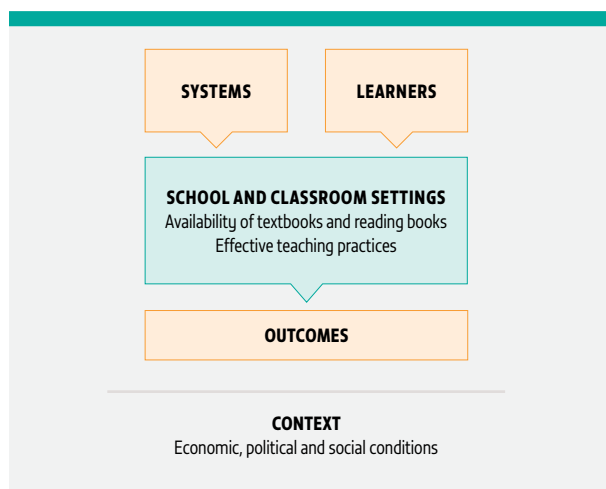 SYSTEMS
LEARNERS
SCHOOL AND CLASSROOM SETTINGS
Availability of textbooks and reading books
Effective teaching practices
OUTCOMES
CONTEXT
Economic, political and social conditions